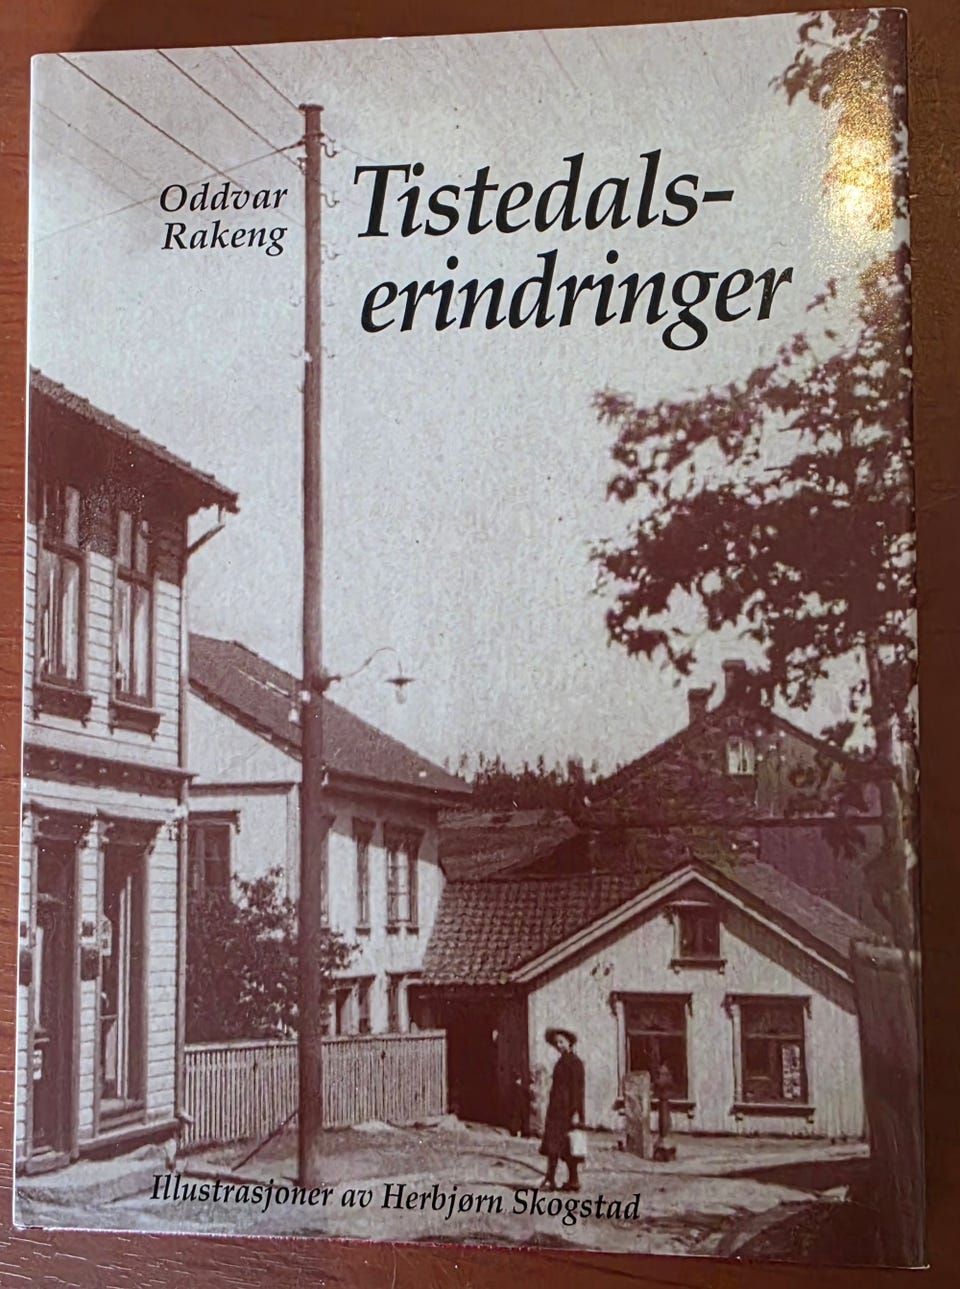 Oddvar
Rakeng
Tistedals-
erindringer
Illustrasjoner av Herbjørn Skogstad